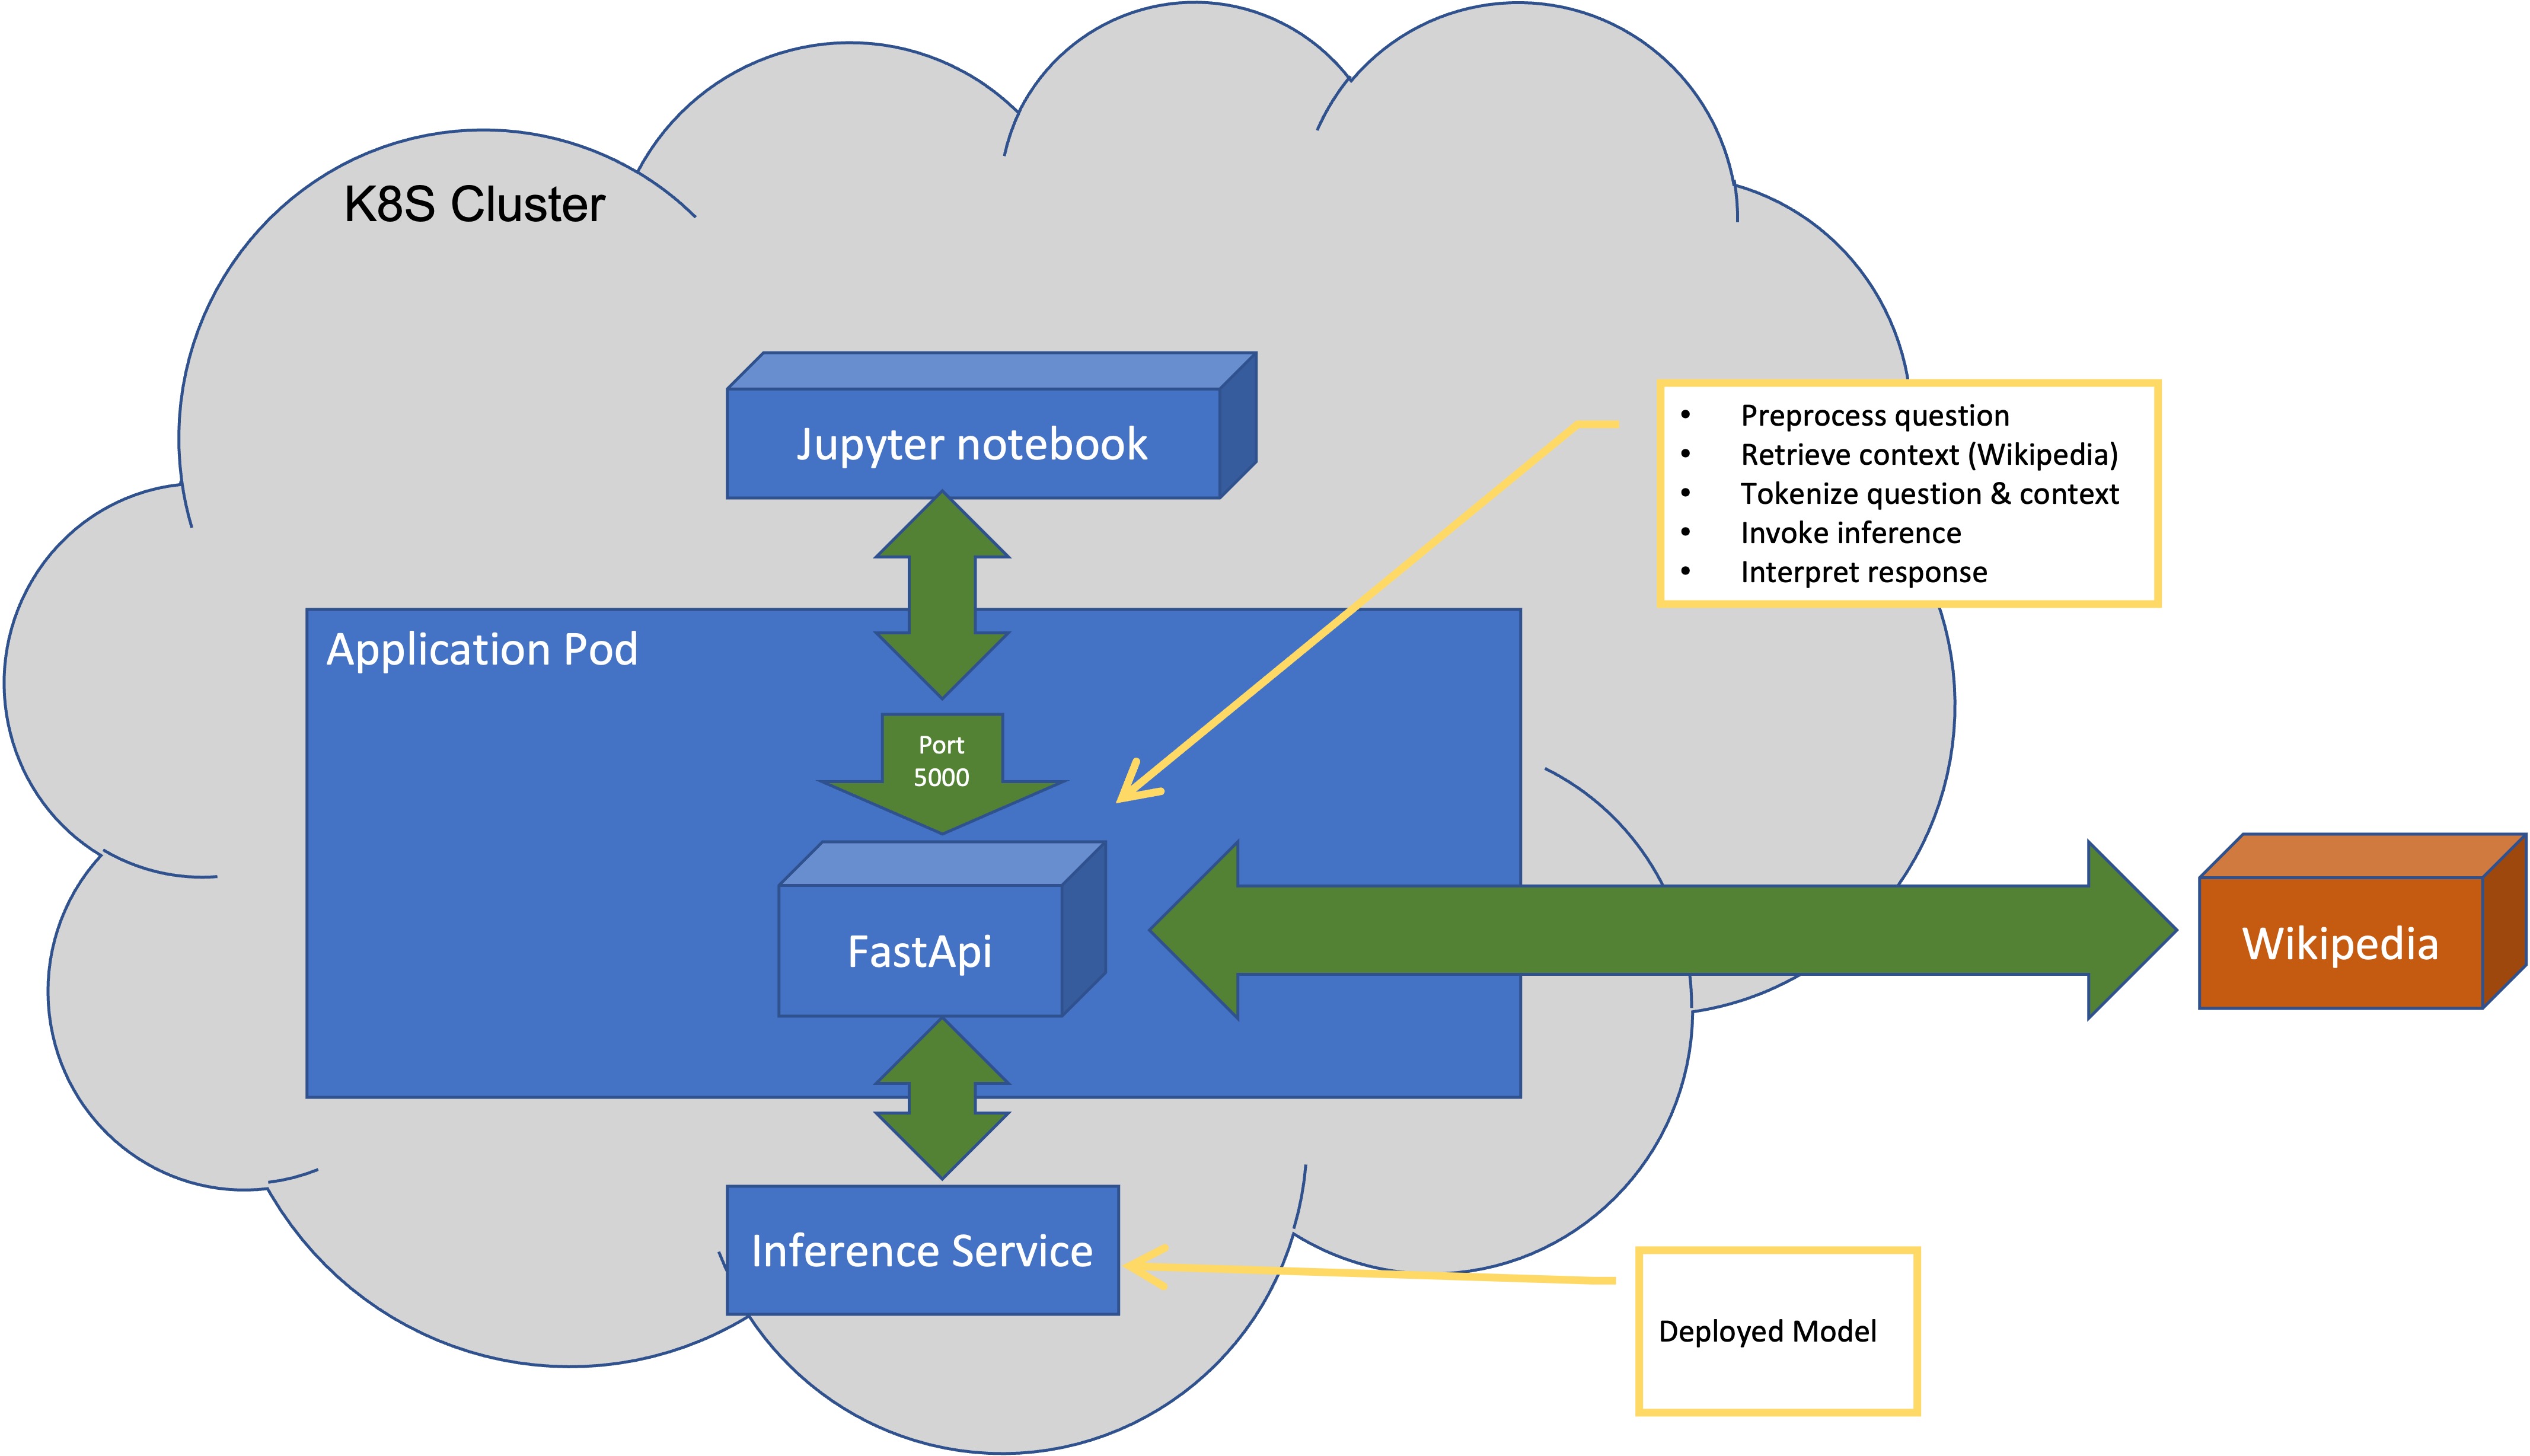 K8S Cluster
Jupyter notebook
• Preprocess question
• Retrieve context (Wikipedia)
• Tokenize question & context
• Invoke inference
• Interpret response
Application Pod
Port
5000
FastApi
Wikipedia
Inference Service
Deployed Model